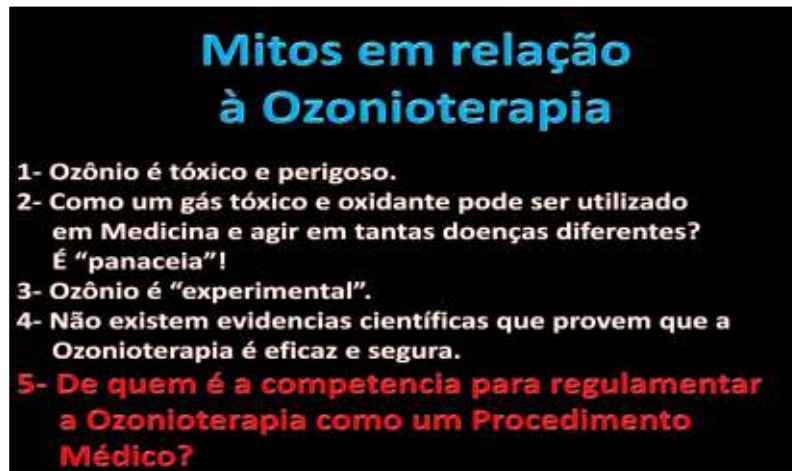 Mitos em relação
à Ozonioterapia
1- Ozônio é tóxico e perigoso.
2- Como um gás tóxico e oxidante pode ser utilizado
em Medicina e agir em tantas doenças diferentes?
É “panaceia”!
3- Ozônio é “experimental”.
4- Não existem evidencias científicas que provem que a
Ozonioterapia é eficaz e segura.
5- De quem é a competencia para regulamentar
a Ozonioterapia como um Procedimento
Médico?